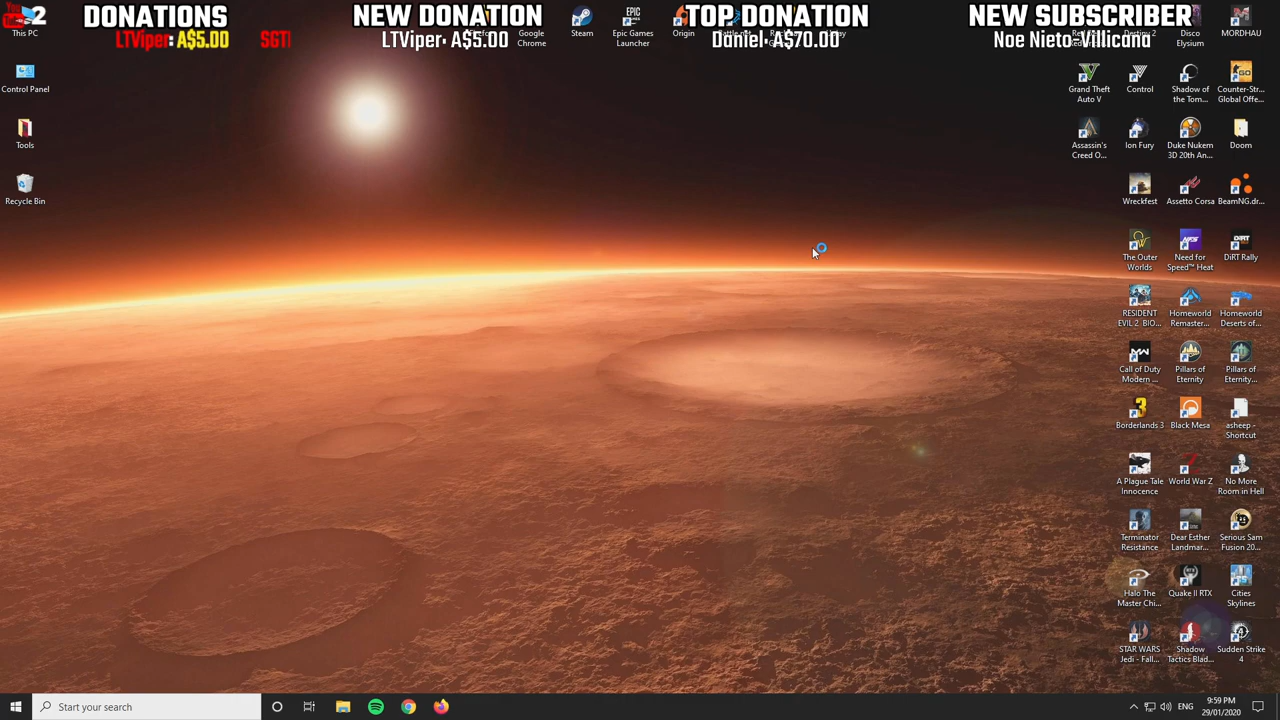 DONATIONS
NEW DONATION
TOP DONATION
NEW SUBSCRIBER
LTViper: A$5.00
SGT
LTViper: A$5.00
Daniel: A$70.00
Noe Nieto-Villicana
This PC
Google
Chrome
Steam
Epic Games
Launcher
Origin
Destiny 2
Disco
Elysium
MORDHAU
Control Panel
Grand Theft
Auto V
Control
Shadow of
the Tom...
Counter-Str...
Global Offe...
Tools
Assassin's
Creed O...
Ion Fury
Duke Nukem
3D 20th An...
Doom
Recycle Bin
Wreckfest
Assetto Corsa
BeamNG.dr...
The Outer
Worlds
Need for
Speed™ Heat
DiRT Rally
RESIDENT
EVIL 2 BIO...
Homeworld
Remaster...
Homeworld
Deserts of...
Call of Duty
Modern ...
Pillars of
Eternity
Pillars of
Eternity...
Borderlands 3
Black Mesa
asheep -
Shortcut
A Plague Tale
Innocence
World War Z
No More
Room in Hell
Terminator
Resistance
Dear Esther
Landmar...
Serious Sam
Fusion 20...
Halo The
Master Chi...
Quake II RTX
Cities
Skylines
STAR WARS
Jedi - Fall...
Shadow
Tactics Blad...
Sudden Strike
4
Start your search
ENG
9:59 PM
29/01/2020